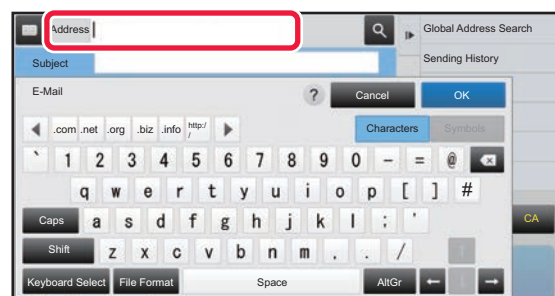 Address
Global Address Search
Subject
Sending History
E-Mail
?
Cancel
OK
.com .net .org .biz .info http:/
/
Characters
Symbols
` 1 2 3 4 5 6 7 8 9 0 - = @
q w e r t y u i o p [ ] #
Caps a s d f g h j k l ; '
CA
Shift z x c v b n m . . /
↑
Keyboard Select
File Format
Space
AltGr
← ↓ →